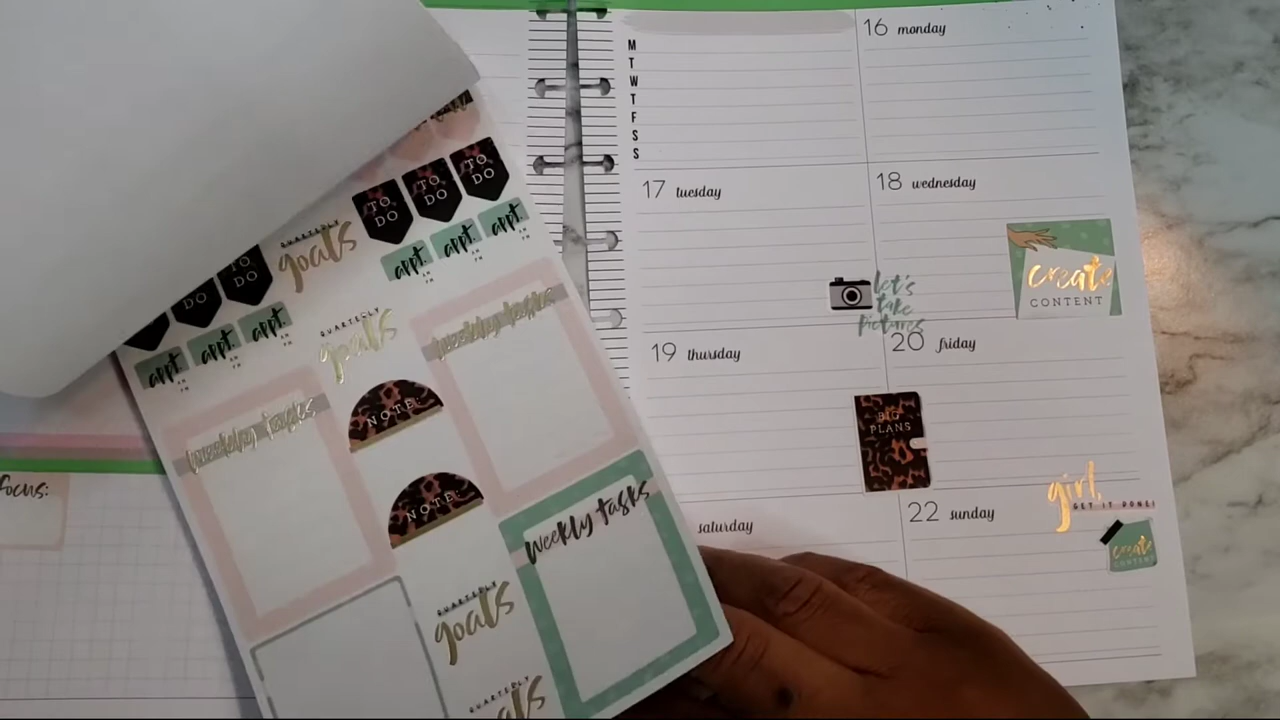 TO
DO
TO
DO
TO
DO
QUARTERLY
goals
appt.
appt.
appt.
TO
DO
DO
appt.
appt.
appt.
QUARTERLY
goals
weekly tasks
weekly tasks
NOTE:
NOTE:
weekly tasks
QUARTERLY
goals
QUARTERLY
focus:
M
T
W
T
F
S
S
16 monday
17 tuesday
18 wednesday
let's
take
pictures
create
CONTENT
19 thursday
20 friday
BIG
PLANS
saturday
22 sunday
girl,
GET IT DONE!
create
CONTENT